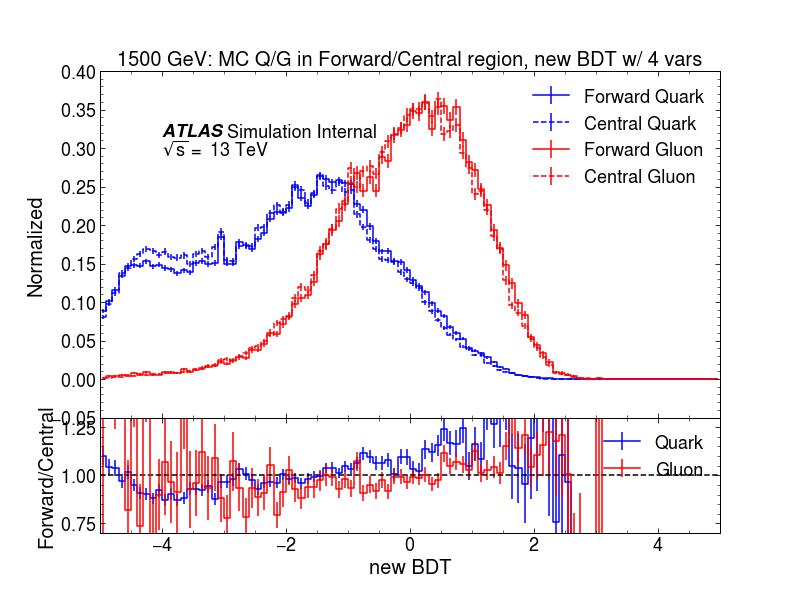 1500 GeV: MC Q/G in Forward/Central region, new BDT w/ 4 vars
0.40
0.35
0.30
0.25
0.20
0.15
0.10
0.05
0.00
0.05
Normalized
ATLAS Simulation Internal
√s = 13 TeV
Forward Quark
Central Quark
Forward Gluon
Central Gluon
1.25
1.00
0.75
Forward/Central
Quark
Gluon
−4
−2
0
2
4
new BDT